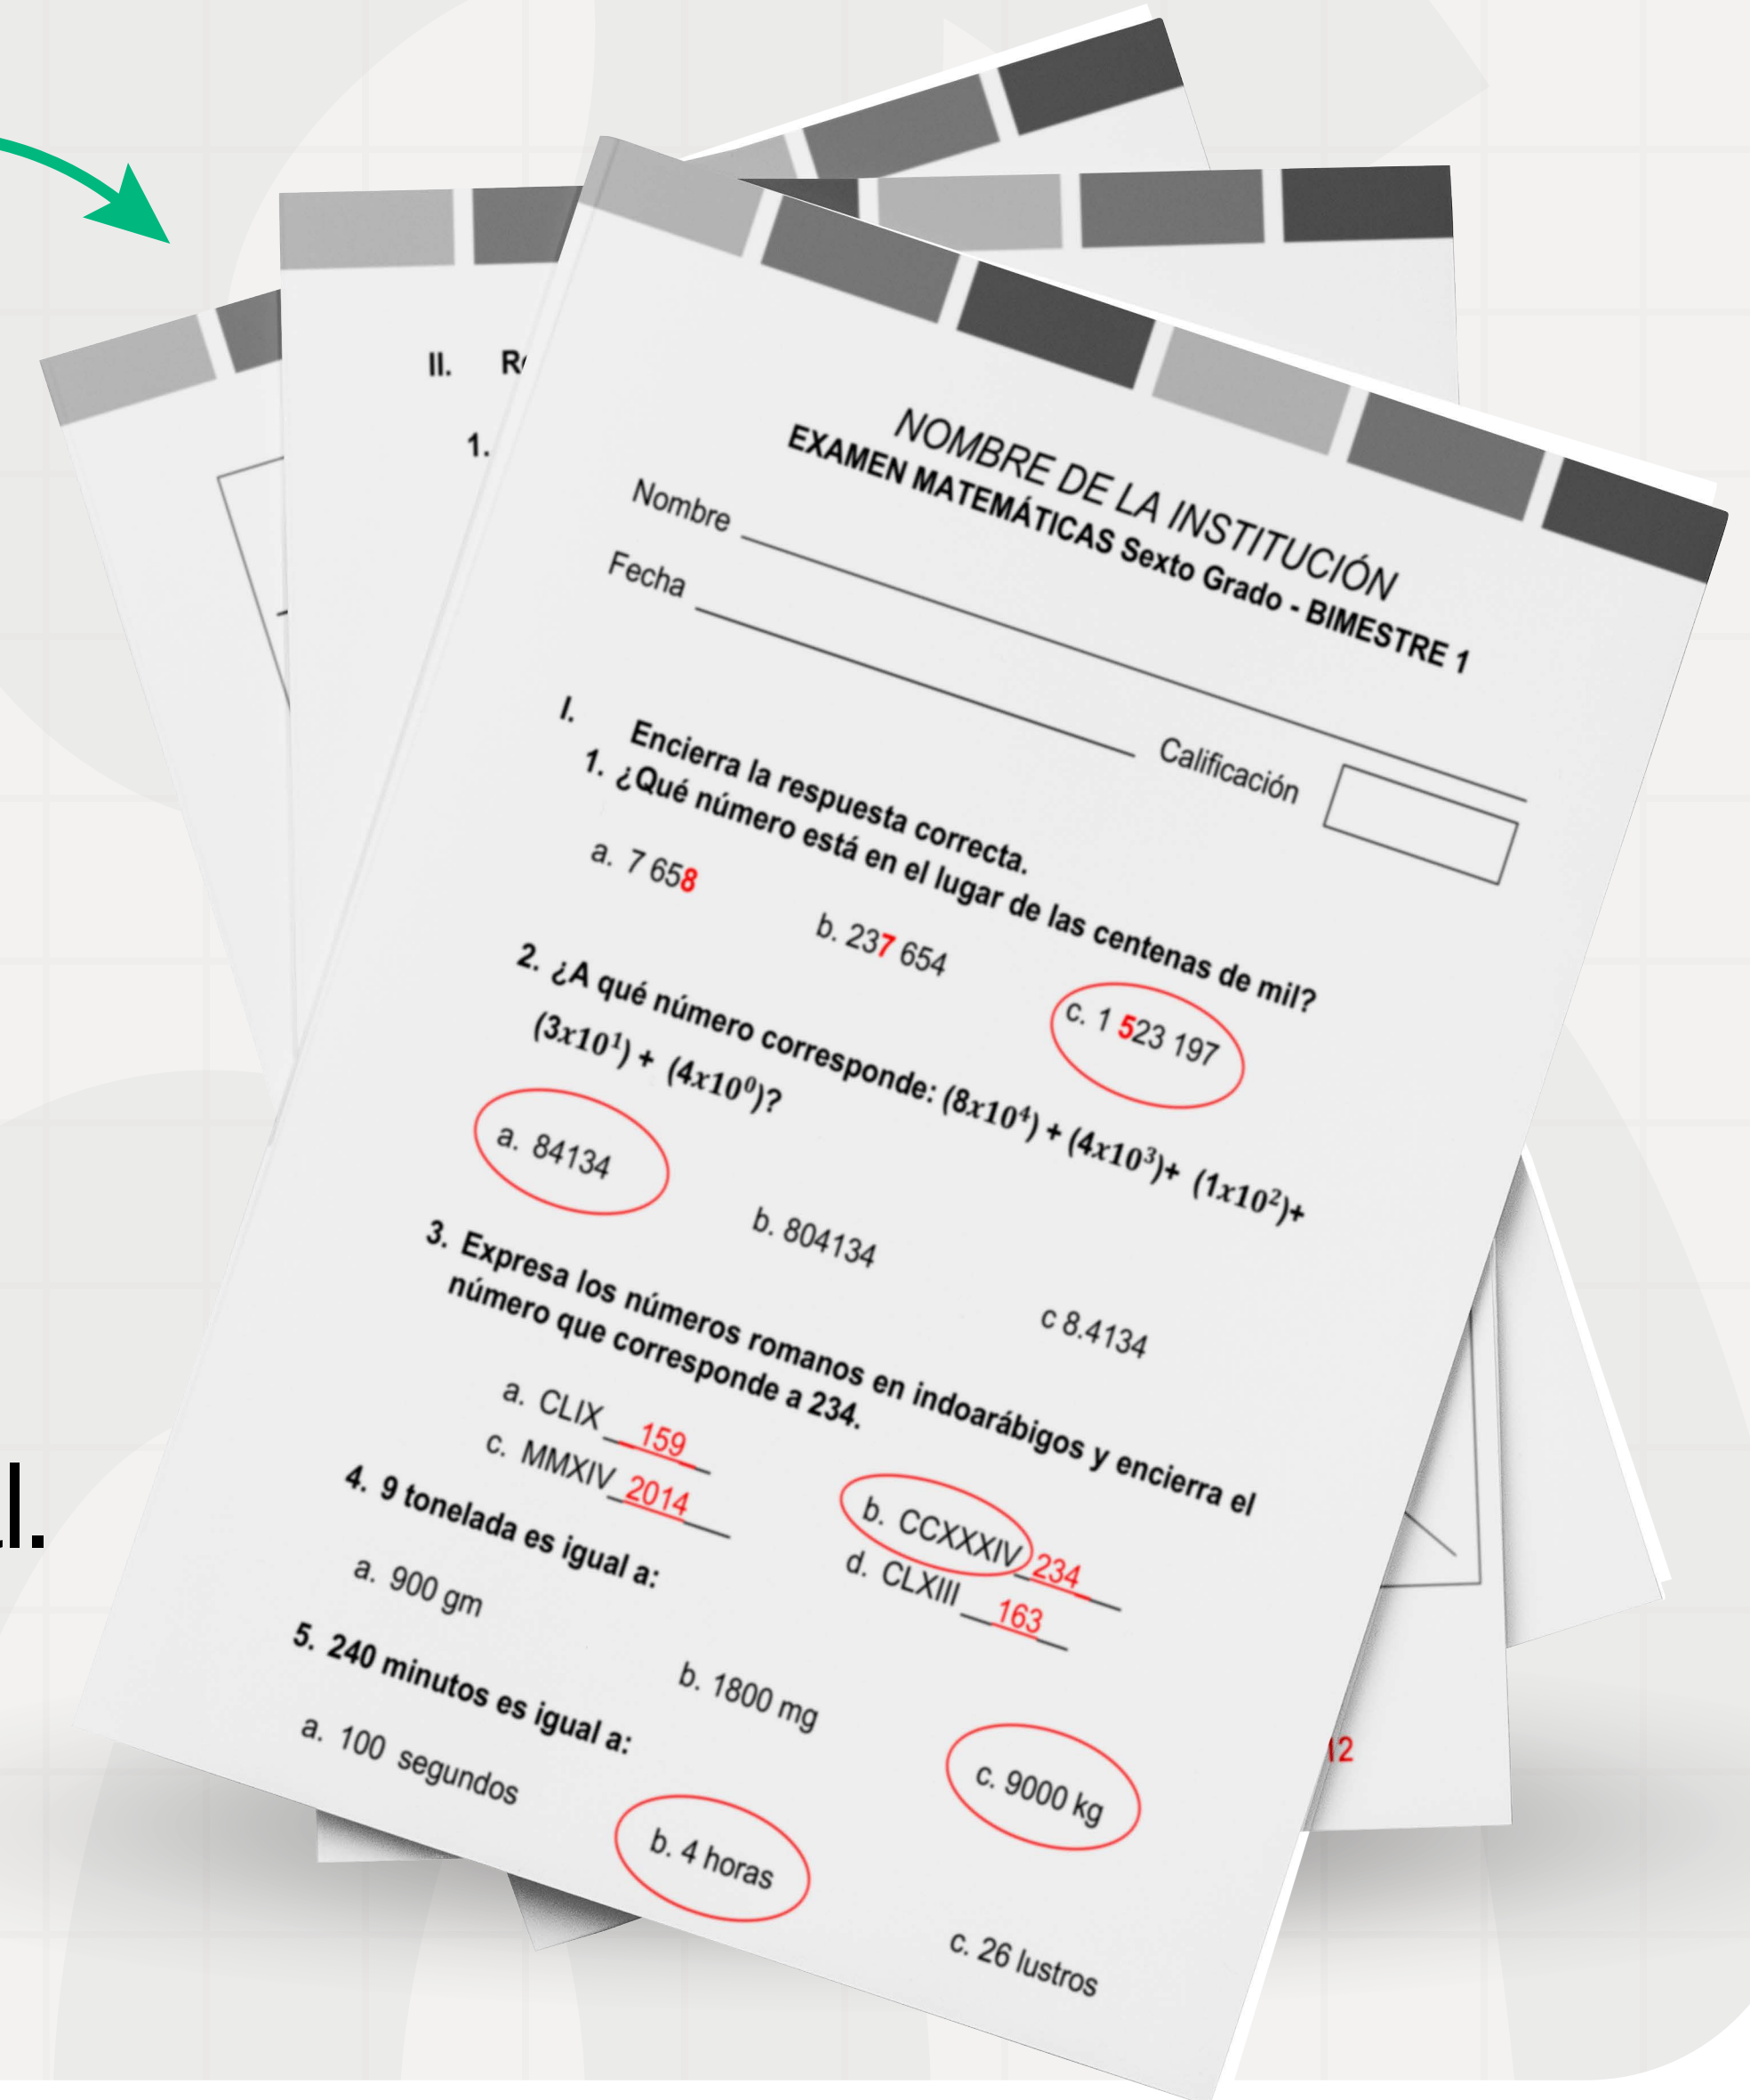 II.
1.
NOMBRE DE LA INSTITUCIÓN
EXAMEN MATEMÁTICAS Sexto Grado - BIMESTRE 1
Nombre
Fecha
Calificación
I. Encierra la respuesta correcta.
1. ¿Qué número está en el lugar de las centenas de mil?
a. 7 658
b. 237 654
c. 1 523 197
2. ¿A qué número corresponde: (8x10⁴) + (4x10³)+ (1x10²)+
(3x10¹) + (4x10⁰)?
a. 84134
b. 804134
c 8.4134
3. Expresa los números romanos en indoarábigos y encierra el
número que corresponde a 234.
a. CLIX 159
b. CCXXXIV 234
c. MMXIV 2014
d. CLXIII 163
4. 9 tonelada es igual a:
a. 900 gm
b. 1800 mg
c. 9000 kg
5. 240 minutos es igual a:
a. 100 segundos
b. 4 horas
c. 26 lustros
12